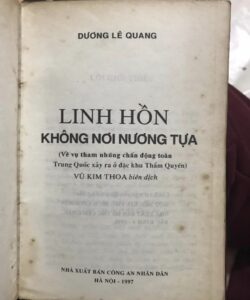 DƯƠNG LÊ QUANG
LINH HỒN
KHÔNG NƠI NƯƠNG TỰA
(Về vụ tham nhũng chấn động toàn
Trung Quốc xảy ra ở đặc khu Thẩm Quyến)
VŨ KIM THOA biên dịch
NHÀ XUẤT BẢN CÔNG AN NHÂN DÂN
HÀ NỘI - 1997